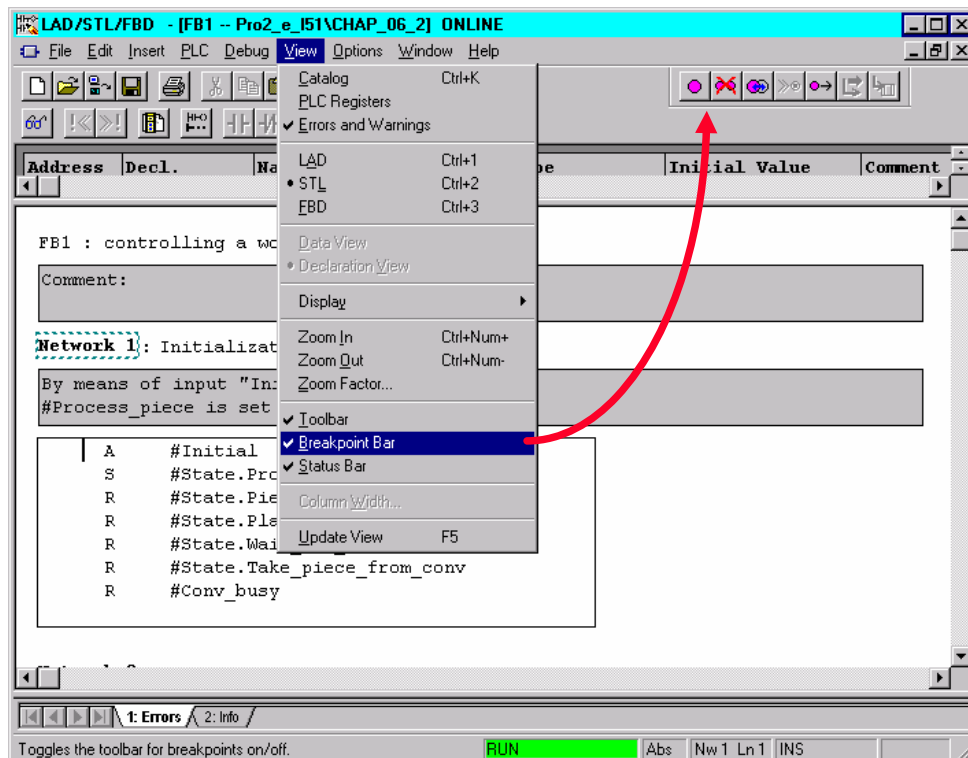 LAD/STL/FBD - [FB1 -- Pro2_e_l51\CHAP_06_2] ONLINE
File Edit Insert PLC Debug View Options Window Help
Catalog Ctrl+K
PLC Registers
Errors and Warnings
LAD Ctrl+1
STL Ctrl+2
FBD Ctrl+3
Data View
Declaration View
Display
Zoom In Ctrl+Num+
Zoom Out Ctrl+Num-
Zoom Factor...
Toolbar
Breakpoint Bar
Status Bar
Column Width...
Update View F5
Address Decl. Na pe Initial Value Comment
FB1 : controlling a wo
Comment:
Network 1: Initializat
By means of input "In
#Process_piece is set
A #Initial
S #State.Pro
R #State.Pie
R #State.Pla
R #State.Wai
R #State.Take_piece_from_conv
R #Conv_busy
1: Errors 2: Info
Toggles the toolbar for breakpoints on/off. RUN Abs Nw 1 Ln 1 INS